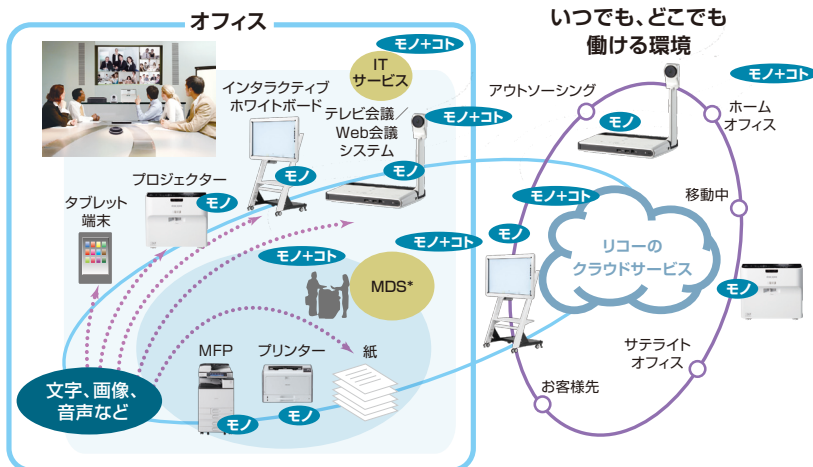 オフィス
モノ+コト
IT
サービス
インタラクティブ
ホワイトボード
テレビ会議／
Web会議
システム
モノ+コト
モノ
モノ
プロジェクター
モノ
タブレット
端末
モノ+コト
モノ+コト
MDS*
MFP
プリンター
紙
文字、画像、
音声など
モノ
モノ
いつでも、どこでも
働ける環境
モノ+コト
アウトソーシング
モノ
ホーム
オフィス
移動中
モノ+コト
モノ
リコーの
クラウドサービス
モノ
サテライト
オフィス
お客様先